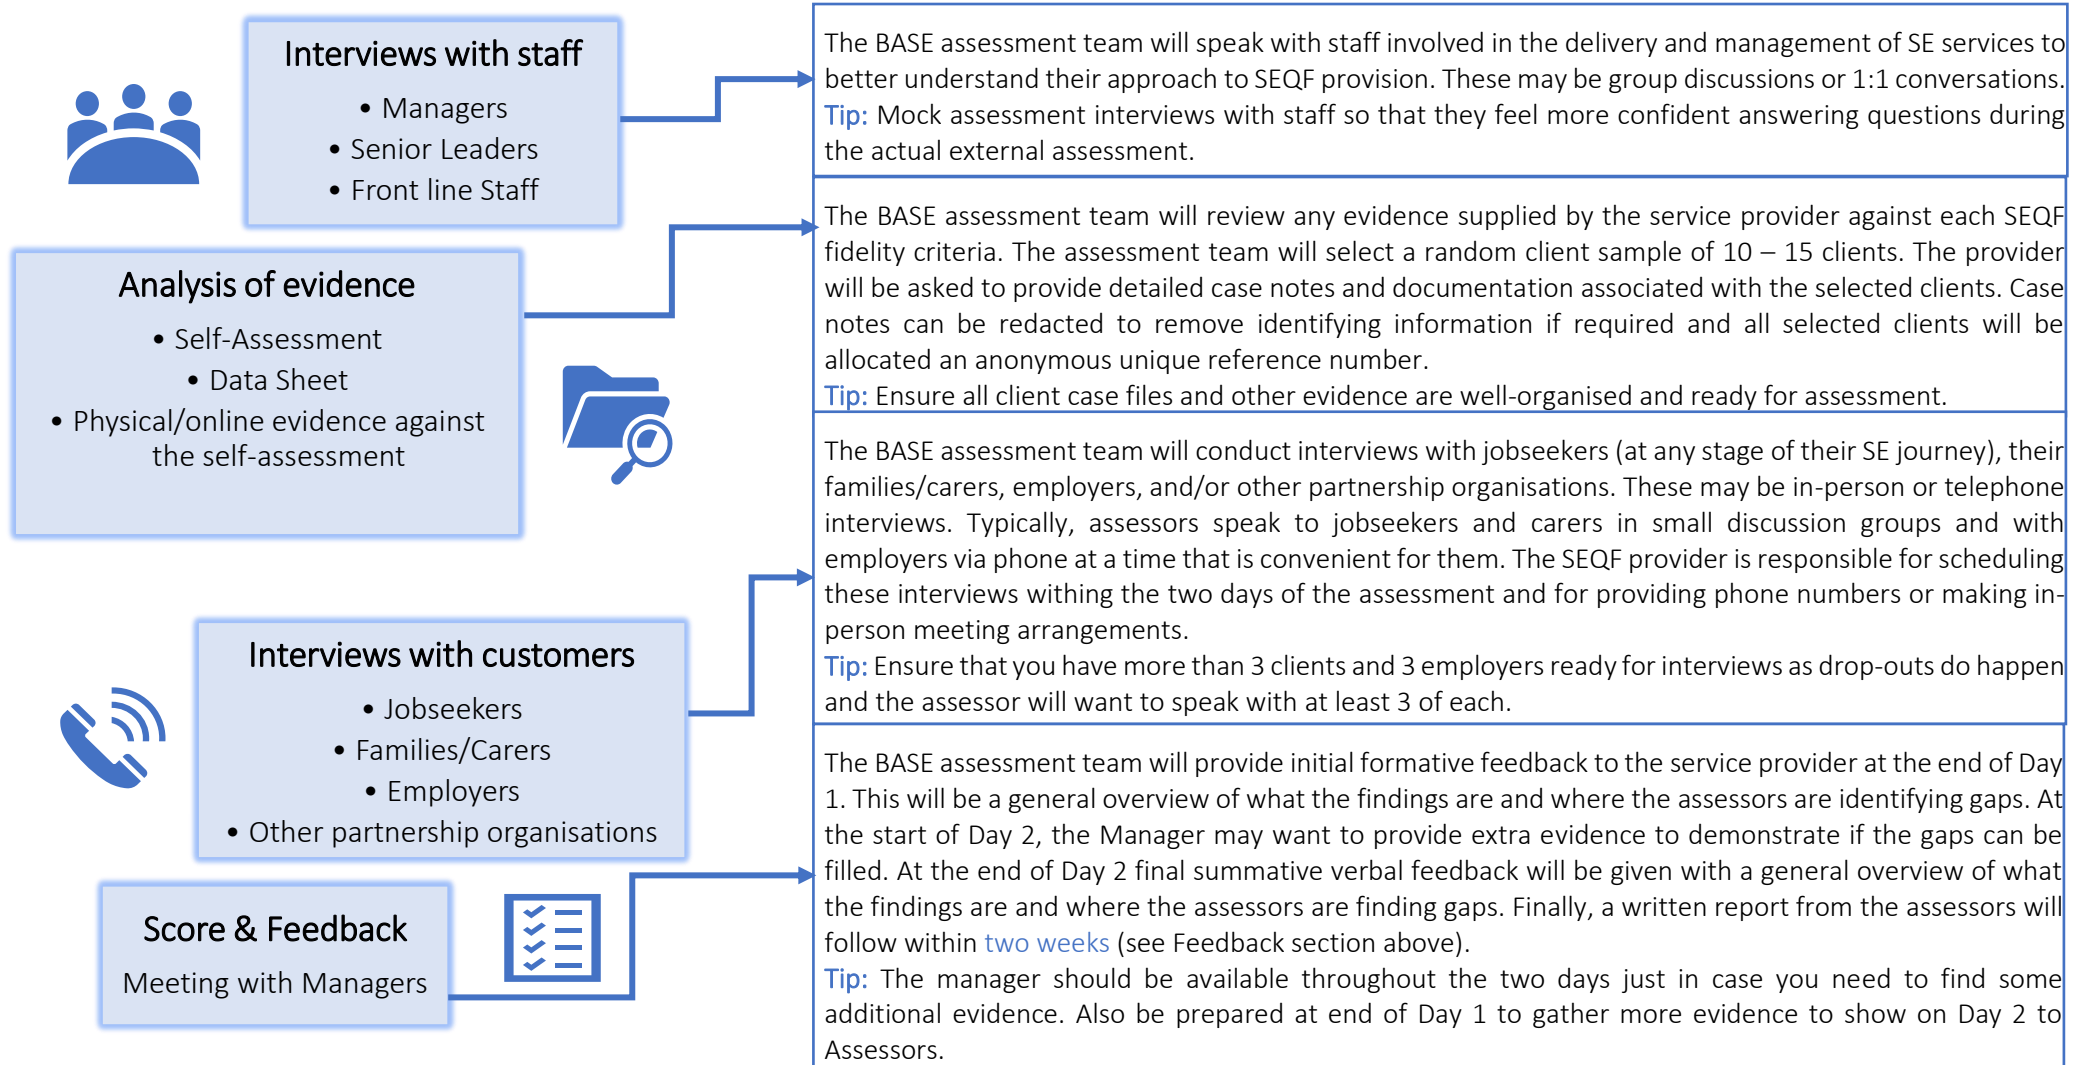 Interviews with staff
• Managers
• Senior Leaders
• Front line Staff
The BASE assessment team will speak with staff involved in the delivery and management of SE services to
better understand their approach to SEQF provision. These may be group discussions or 1:1 conversations.
Tip: Mock assessment interviews with staff so that they feel more confident answering questions during
the actual external assessment.
Analysis of evidence
• Self-Assessment
• Data Sheet
• Physical/online evidence against
the self-assessment
The BASE assessment team will review any evidence supplied by the service provider against each SEQF
fidelity criteria. The assessment team will select a random client sample of 10 – 15 clients. The provider
will be asked to provide detailed case notes and documentation associated with the selected clients. Case
notes can be redacted to remove identifying information if required and all selected clients will be
allocated an anonymous unique reference number.
Tip: Ensure all client case files and other evidence are well-organised and ready for assessment.
Interviews with customers
• Jobseekers
• Families/Carers
• Employers
• Other partnership organisations
The BASE assessment team will conduct interviews with jobseekers (at any stage of their SE journey), their
families/carers, employers, and/or other partnership organisations. These may be in-person or telephone
interviews. Typically, assessors speak to jobseekers and carers in small discussion groups and with
employers via phone at a time that is convenient for them. The SEQF provider is responsible for scheduling
these interviews withing the two days of the assessment and for providing phone numbers or making in-
person meeting arrangements.
Tip: Ensure that you have more than 3 clients and 3 employers ready for interviews as drop-outs do happen
and the assessor will want to speak with at least 3 of each.
Score & Feedback
Meeting with Managers
The BASE assessment team will provide initial formative feedback to the service provider at the end of Day
1. This will be a general overview of what the findings are and where the assessors are identifying gaps. At
the start of Day 2, the Manager may want to provide extra evidence to demonstrate if the gaps can be
filled. At the end of Day 2 final summative verbal feedback will be given with a general overview of what
the findings are and where the assessors are finding gaps. Finally, a written report from the assessors will
follow within two weeks (see Feedback section above).
Tip: The manager should be available throughout the two days just in case you need to find some
additional evidence. Also be prepared at end of Day 1 to gather more evidence to show on Day 2 to
Assessors.